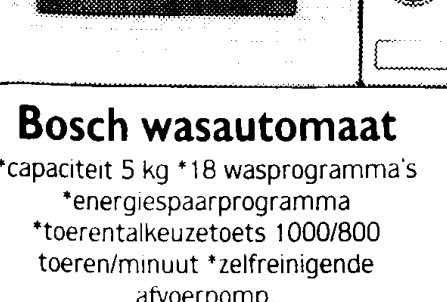 Bosch wasautomaat
*capaciteit 5 kg *18 wasprogramma's
*energiespaarprogramma
*toerentalkeuzetoets 1000/800
toeren/minuut *zelfreinigende
afvoerpomp